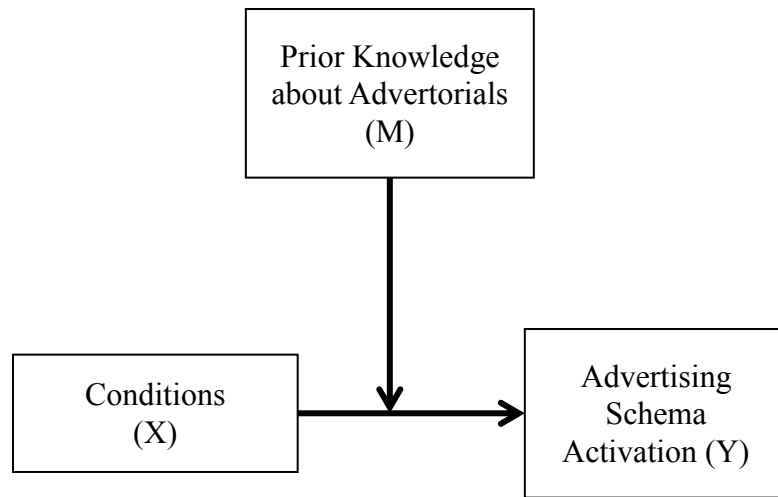 Prior Knowledge
about Advertorials
(M)
Conditions
(X)
Advertising
Schema
Activation (Y)